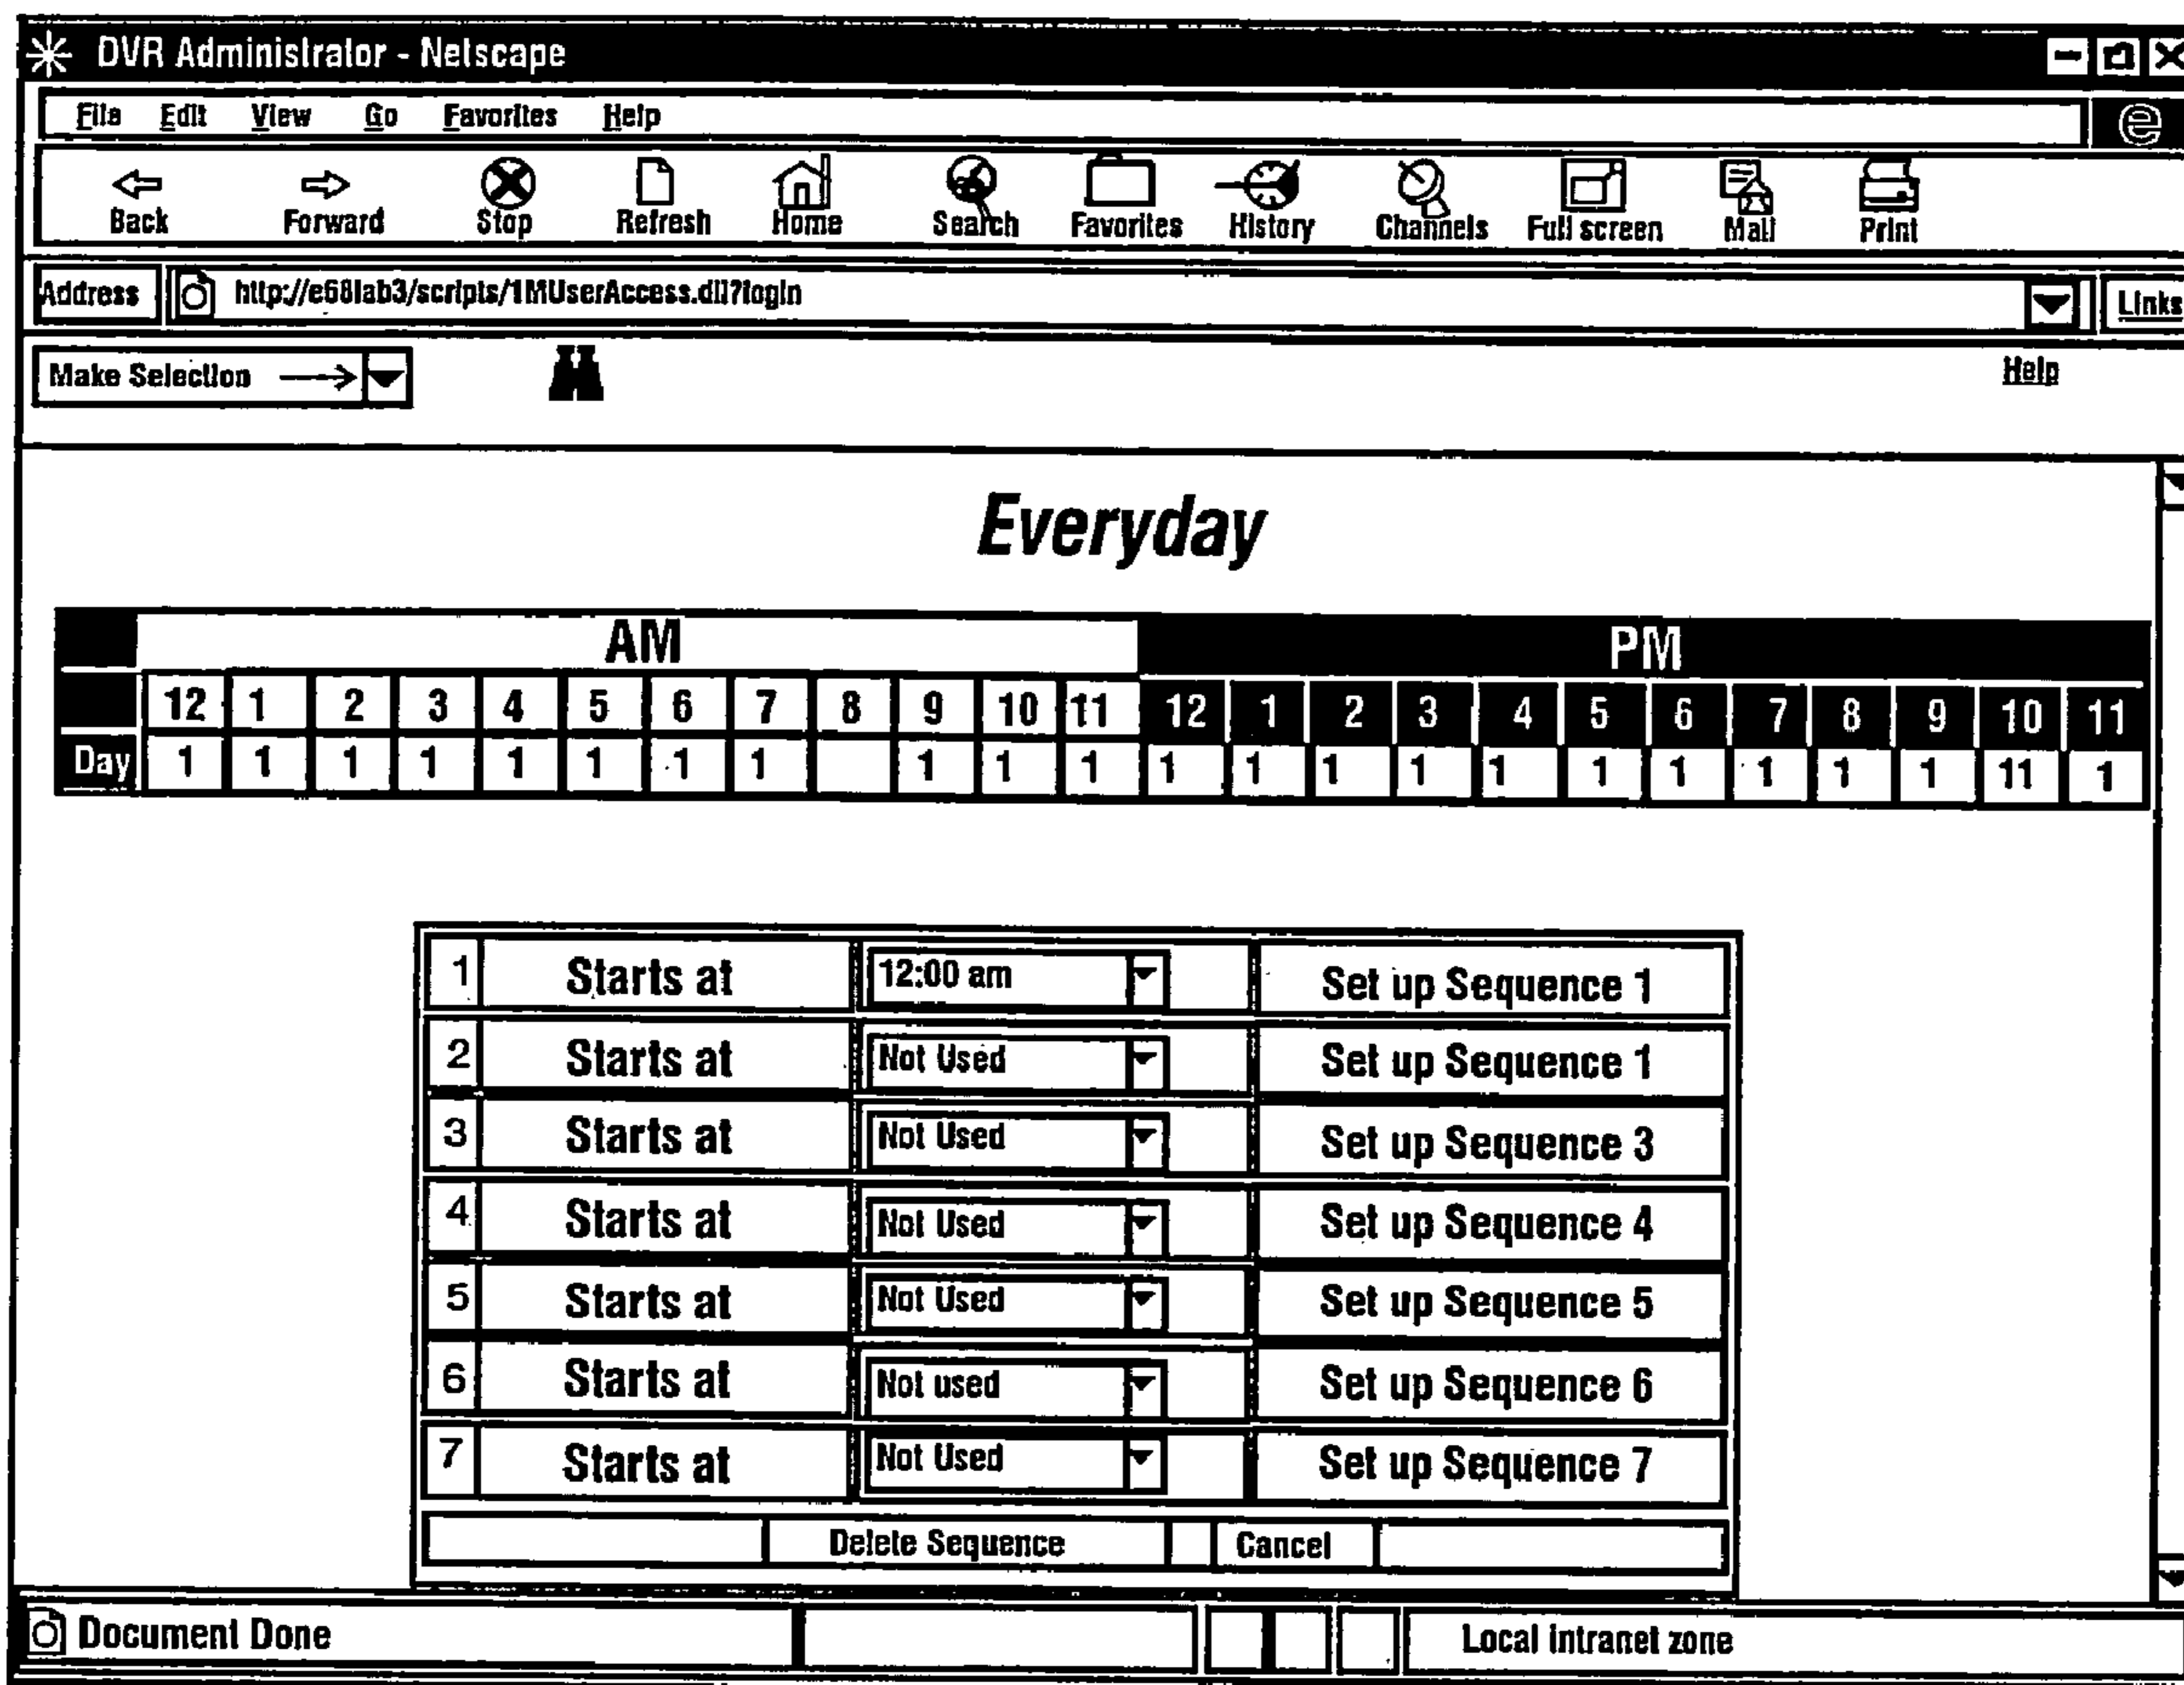 DVR Administrator - Netscape
File Edit View Go Favorites Help
Back Forward Stop Refresh Home Search Favorites History Channels Full screen Mail Print
Address http://e68lab3/scripts/1MUserAccess.dll?login Links
Make Selection Help
Everyday
AM PM
12 1 2 3 4 5 6 7 8 9 10 11 12 1 2 3 4 5 6 7 8 9 10 11
Day 1 1 1 1 1 1 1 1 1 1 1 1 1 1 1 1 1 1 1 1 1 11 1
1 Starts at 12:00 am Set up Sequence 1
2 Starts at Not Used Set up Sequence 1
3 Starts at Not Used Set up Sequence 3
4 Starts at Not Used Set up Sequence 4
5 Starts at Not Used Set up Sequence 5
6 Starts at Not used Set up Sequence 6
7 Starts at Not Used Set up Sequence 7
Delete Sequence Cancel
Document Done Local intranet zone